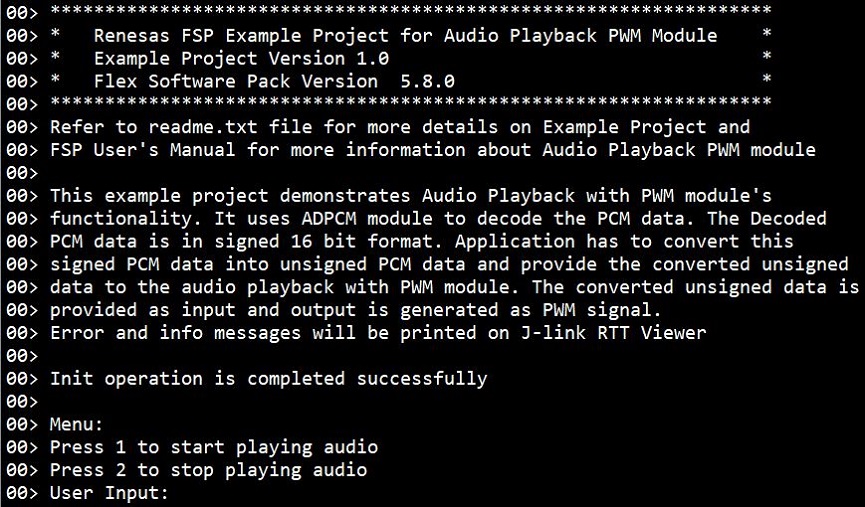 00> ******************************************************************
00> *   Renesas FSP Example Project for Audio Playback PWM Module    *
00> *   Example Project Version 1.0                                  *
00> *   Flex Software Pack Version  5.8.0                            *
00> ******************************************************************
00> Refer to readme.txt file for more details on Example Project and
00> FSP User's Manual for more information about Audio Playback PWM module
00>
00> This example project demonstrates Audio Playback with PWM module's
00> functionality. It uses ADPCM module to decode the PCM data. The Decoded
00> PCM data is in signed 16 bit format. Application has to convert this
00> signed PCM data into unsigned PCM data and provide the converted unsigned
00> data to the audio playback with PWM module. The converted unsigned data is
00> provided as input and output is generated as PWM signal.
00> Error and info messages will be printed on J-link RTT Viewer
00>
00> Init operation is completed successfully
00>
00> Menu:
00> Press 1 to start playing audio
00> Press 2 to stop playing audio
00> User Input: